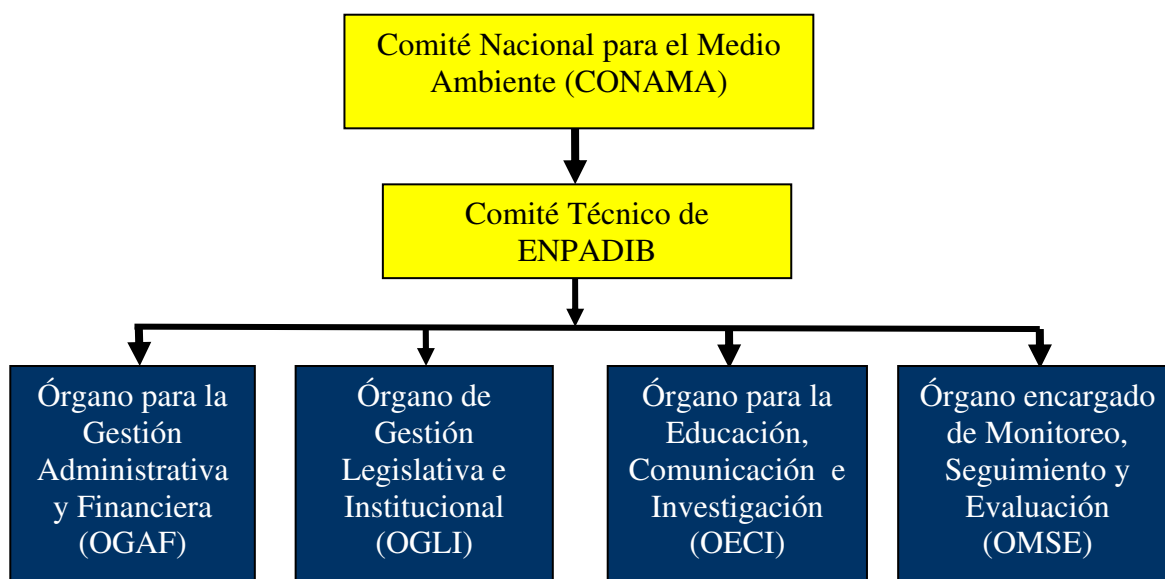 Comité Nacional para el Medio
Ambiente (CONAMA)
Comité Técnico de
ENPADIB
Órgano para la
Gestión
Administrativa
y Financiera
(OGAF)
Órgano de
Gestión
Legislativa e
Institucional
(OGLI)
Órgano para la
Educación,
Comunicación e
Investigación
(OECI)
Órgano encargado
de Monitoreo,
Seguimiento y
Evaluación
(OMSE)